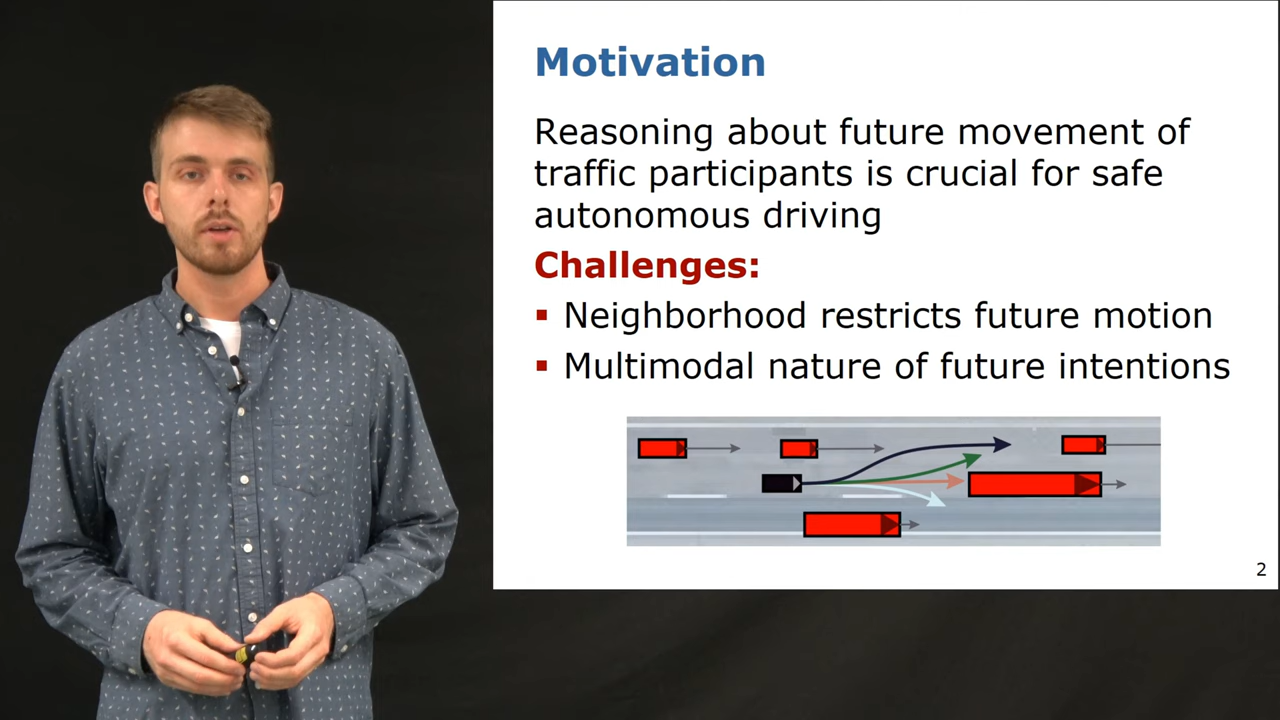 Motivation
Reasoning about future movement of
traffic participants is crucial for safe
autonomous driving
Challenges:
▪ Neighborhood restricts future motion
▪ Multimodal nature of future intentions
2